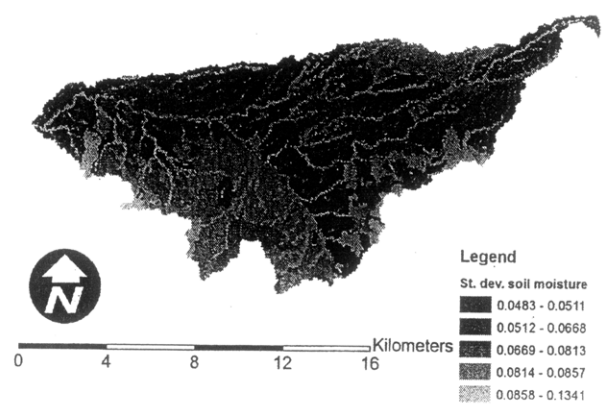 N
Legend
St. dev. soil moisture
0.0483 - 0.0511
0.0512 - 0.0668
0.0669 - 0.0813
0.0814 - 0.0857
0.0858 - 0.1341
Kilometers
0 4 8 12 16